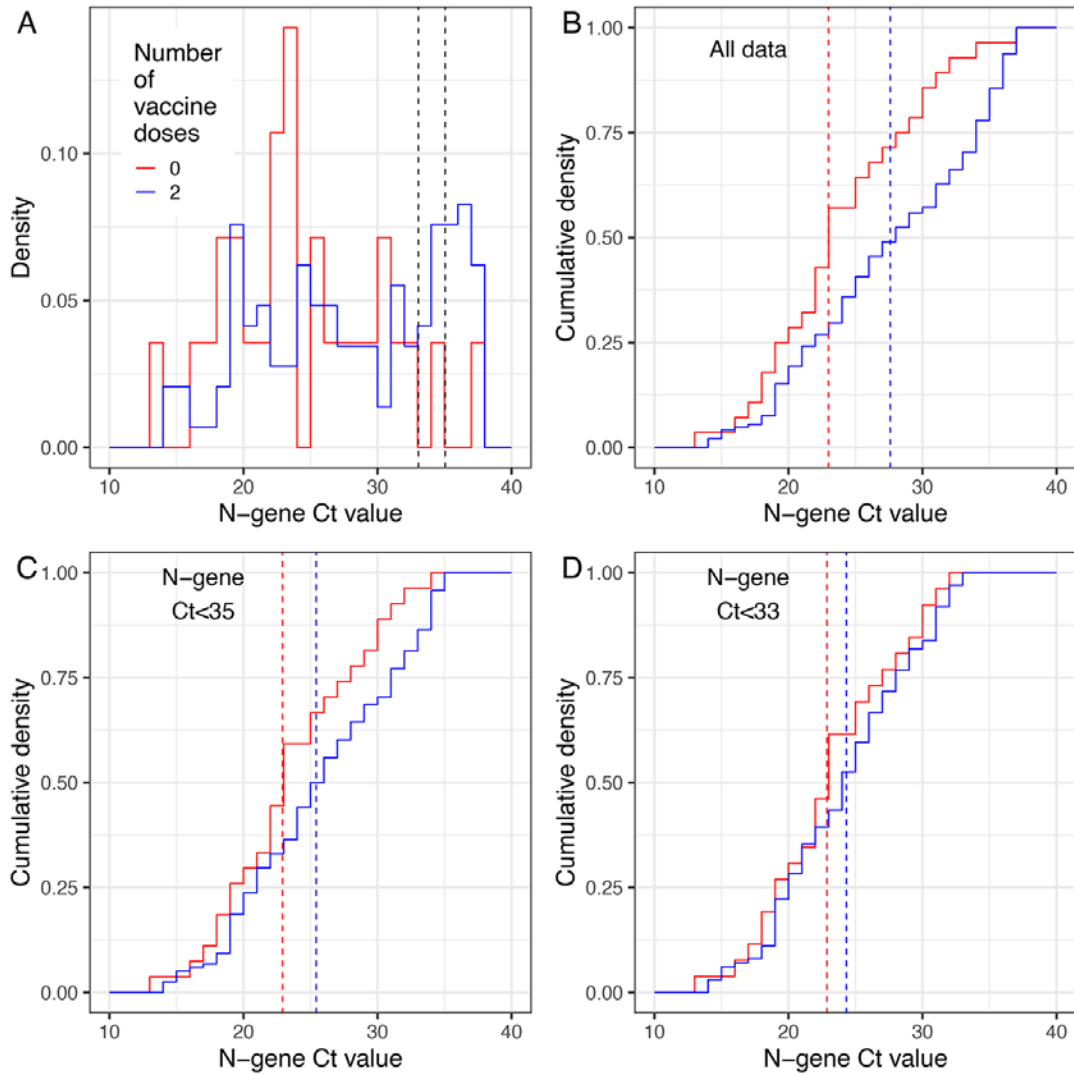 A
Number
of
vaccine
doses
0
2
0.10
0.05
0.00
Density
10
20
30
40
N-gene Ct value
B
All data
1.00
0.75
0.50
0.25
0.00
Cumulative density
10
20
30
40
N-gene Ct value
C
N-gene
Ct<35
1.00
0.75
0.50
0.25
0.00
Cumulative density
10
20
30
40
N-gene Ct value
D
N-gene
Ct<33
1.00
0.75
0.50
0.25
0.00
Cumulative density
10
20
30
40
N-gene Ct value